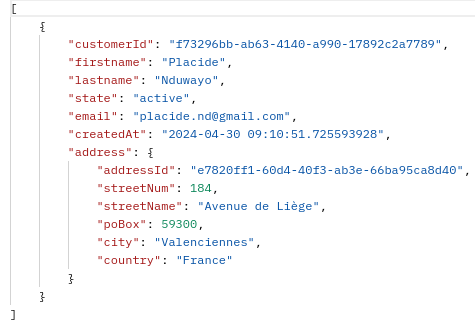 [
{
"customerId": "f73296bb-ab63-4140-a990-17892c2a7789",
"firstname": "Placide",
"lastname": "Nduwayo",
"state": "active",
"email": "placide.nd@gmail.com",
"createdAt": "2024-04-30 09:10:51.725593928",
"address": {
"addressId": "e7820ff1-60d4-40f3-ab3e-66ba95ca8d40",
"streetNum": 184,
"streetName": "Avenue de Liège",
"poBox": 59300,
"city": "Valenciennes",
"country": "France"
}
}
]